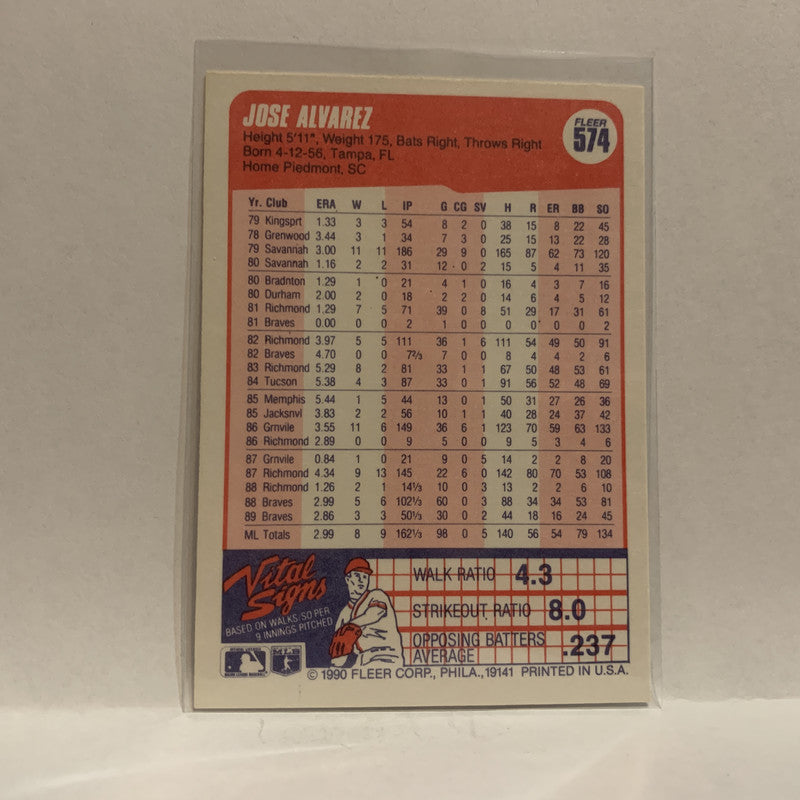 JOSE ALVAREZ
Height 5'11", Weight 175, Bats Right, Throws Right
Born 4-12-56, Tampa, FL
Home Piedmont, SC
FLEER
574
Yr. Club ERA W L IP G CG SV H R ER BB SO
79 Kingsprt 1.33 3 3 54 8 2 0 38 15 8 22 45
78 Grenwood 3.44 3 1 34 7 3 0 25 15 13 22 28
79 Savannah 3.00 11 11 186 29 9 0 165 87 62 73 120
80 Savannah 1.16 2 2 31 12 0 2 15 5 4 11 35
80 Bradnton 1.29 1 0 21 4 1 0 16 4 3 7 16
80 Durham 2.00 2 0 18 2 2 0 14 6 4 5 12
81 Richmond 1.29 7 5 71 39 0 8 51 29 17 31 61
81 Braves 0.00 0 0 2 1 0 0 0 0 0 0 2
82 Richmond 3.97 5 5 111 36 1 6 111 54 49 50 91
82 Braves 4.70 0 0 7⅔ 7 0 0 8 4 4 2 6
83 Richmond 5.29 8 2 81 33 1 1 67 50 48 53 61
84 Tucson 5.38 4 3 87 33 0 1 91 56 52 48 69
85 Memphis 5.44 1 5 44 13 0 1 50 31 27 26 36
85 Jacksnvl 3.83 2 2 56 10 1 1 40 28 24 37 42
86 Grnvile 3.55 11 6 149 36 6 1 123 70 59 63 133
86 Richmond 2.89 0 0 9 5 0 0 9 5 3 4 6
87 Grnvile 0.84 1 0 21 9 0 5 14 2 2 8 20
87 Richmond 4.34 9 13 145 22 6 0 142 80 70 53 108
88 Richmond 1.26 2 1 14⅓ 10 0 3 13 2 2 6 10
88 Braves 2.99 5 6 102⅓ 60 0 3 88 34 34 53 81
89 Braves 2.86 3 3 50⅓ 30 0 2 44 18 16 24 45
ML Totals 2.99 8 9 162⅓ 98 0 5 140 56 54 79 134
Vital
Signs
BASED ON WALKS/SO PER
9 INNINGS PITCHED
WALK RATIO 4.3
STRIKEOUT RATIO 8.0
OPPOSING BATTERS
AVERAGE .237
MLB
© 1990 FLEER CORP., PHILA., 19141 PRINTED IN U.S.A.